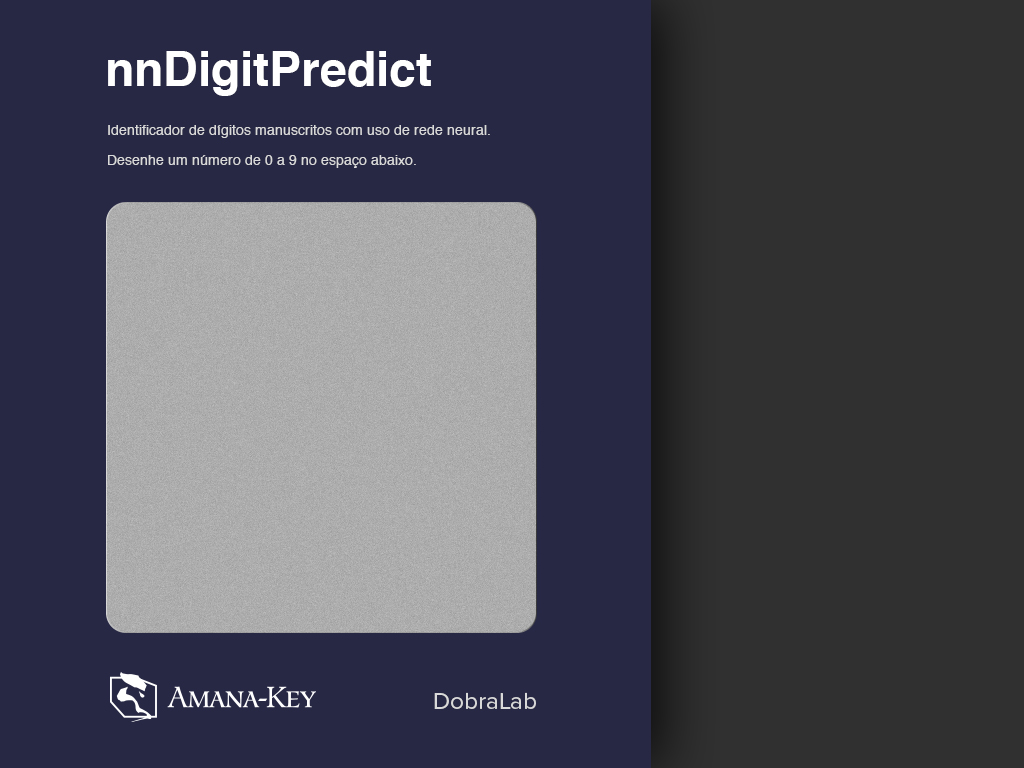 nnDigitPredict
Identificador de dígitos manuscritos com uso de rede neural.
Desenhe um número de 0 a 9 no espaço abaixo.
AMANA-KEY
DobraLab